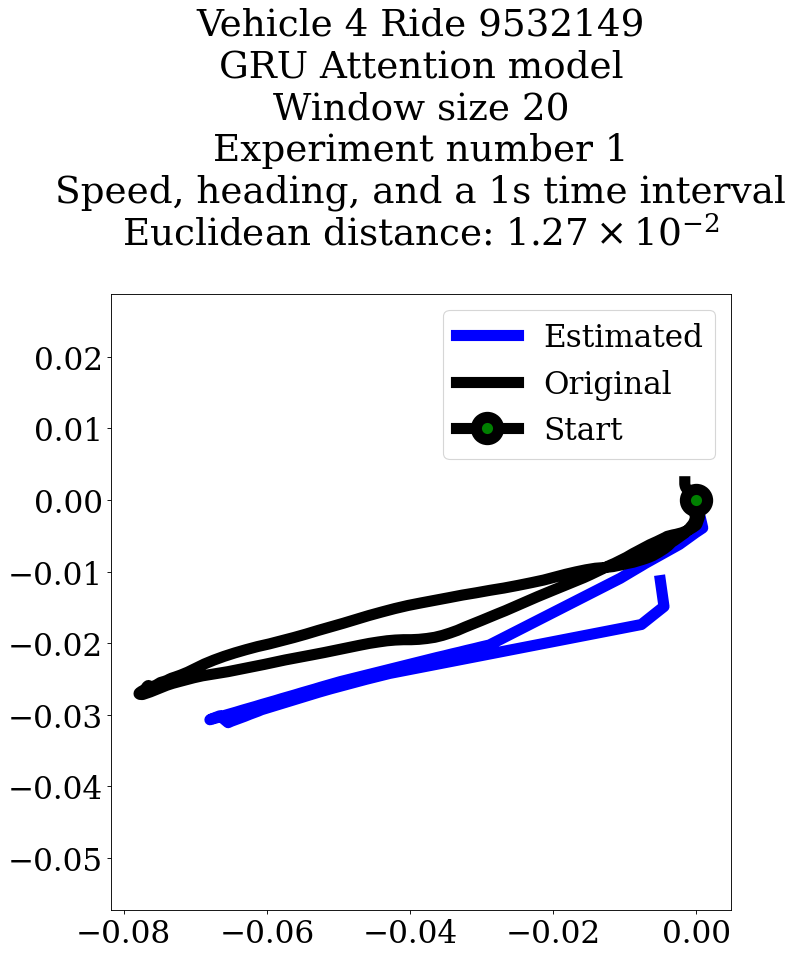 Vehicle 4 Ride 9532149
GRU Attention model
Window size 20
Experiment number 1
Speed, heading, and a 1s time interval
Euclidean distance: 1.27 × 10⁻²
Estimated
Original
Start
0.02
0.01
0.00
−0.01
−0.02
−0.03
−0.04
−0.05
−0.08 −0.06 −0.04 −0.02 0.00